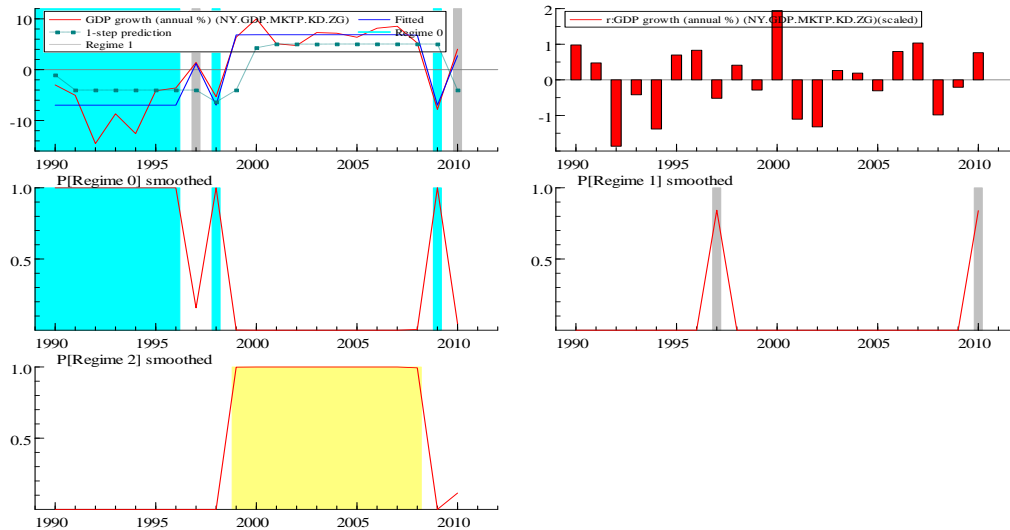 10
GDP growth (annual %) (NY.GDP.MKTP.KD.ZG) Fitted
1-step prediction Regime 0
Regime 1
0
-10
1990 1995 2000 2005 2010
2
r:GDP growth (annual %) (NY.GDP.MKTP.KD.ZG)(scaled)
1
0
-1
1990 1995 2000 2005 2010
P[Regime 0] smoothed
1.0
0.5
1990 1995 2000 2005 2010
P[Regime 1] smoothed
1.0
0.5
1990 1995 2000 2005 2010
P[Regime 2] smoothed
1.0
0.5
1990 1995 2000 2005 2010